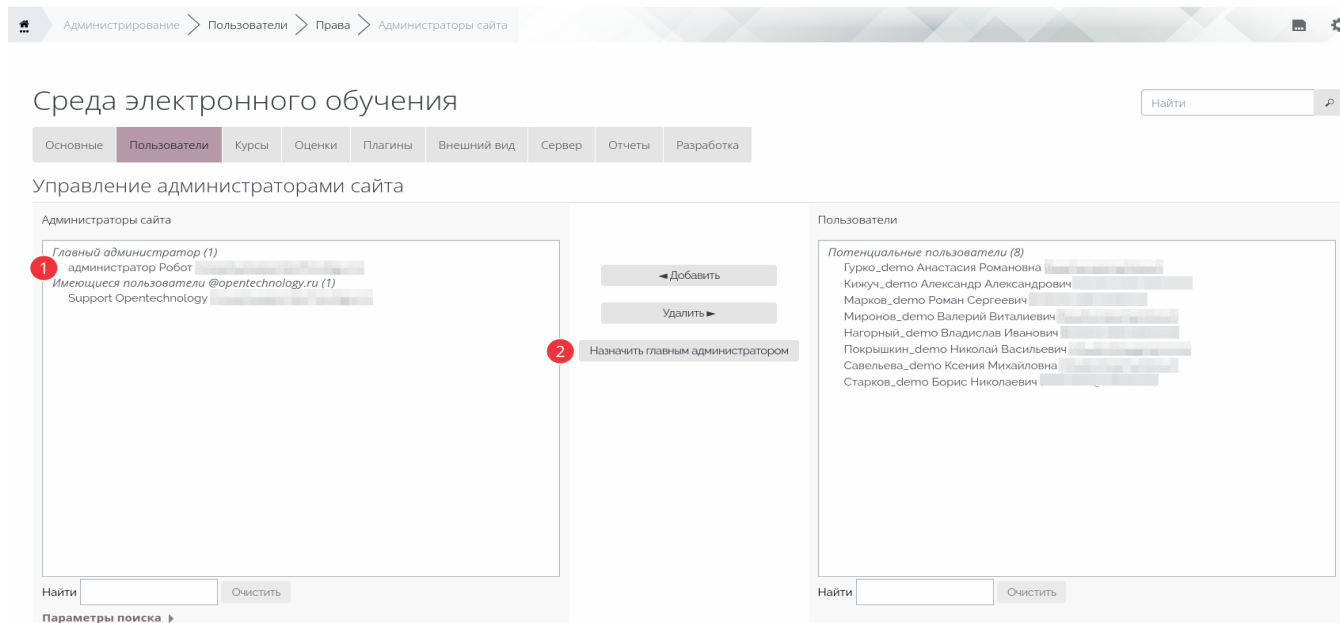 Администрирование Пользователи Права Администраторы сайта
Среда электронного обучения
Найти
Основные Пользователи Курсы Оценки Плагины Внешний вид Сервер Отчеты Разработка
Управление администраторами сайта
Администраторы сайта
Главный администратор (1)
1 администратор Робот
Имеющиеся пользователи @opentechnology.ru (1)
Support Opentechnology
◄ Добавить
Удалить ►
2 Назначить главным администратором
Пользователи
Потенциальные пользователи (8)
Гурко_demo Анастасия Романовна
Кижуч_demo Александр Александрович
Марков_demo Роман Сергеевич
Миронов_demo Валерий Виталиевич
Нагорный_demo Владислав Иванович
Покрышкин_demo Николай Васильевич
Савельева_demo Ксения Михайловна
Старков_demo Борис Николаевич
Найти Очистить
Параметры поиска
Найти Очистить